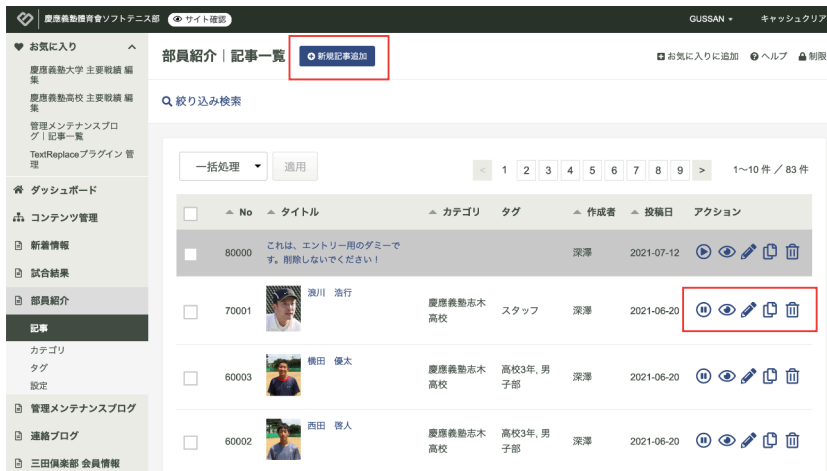 慶應義塾體育會ソフトテニス部 サイト確認 GUSSAN キャッシュクリア
お気に入り
慶應義塾大学 主要戦績 編
集
慶應義塾高校 主要戦績 編
集
管理メンテナンスブロ
グ | 記事一覧
TextReplaceプラグイン 管
理
ダッシュボード
コンテンツ管理
新着情報
試合結果
部員紹介
記事
カテゴリ
タグ
設定
管理メンテナンスブログ
連絡ブログ
三田倶楽部 会員情報
部員紹介 | 記事一覧 新規記事追加 お気に入りに追加 ヘルプ 制限
絞り込み検索
一括処理 適用 < 1 2 3 4 5 6 7 8 9 > 1〜10 件 / 83 件
No タイトル カテゴリ タグ 作成者 投稿日 アクション
80000 これは、エントリー用のダミーで
す。削除しないでください! 深澤 2021-07-12
70001 浪川 浩行 慶應義塾志木
高校 スタッフ 深澤 2021-06-20
60003 横田 優太 慶應義塾志木
高校 高校3年, 男
子部 深澤 2021-06-20
60002 西田 啓人 慶應義塾志木
高校 高校3年, 男
子部 深澤 2021-06-20